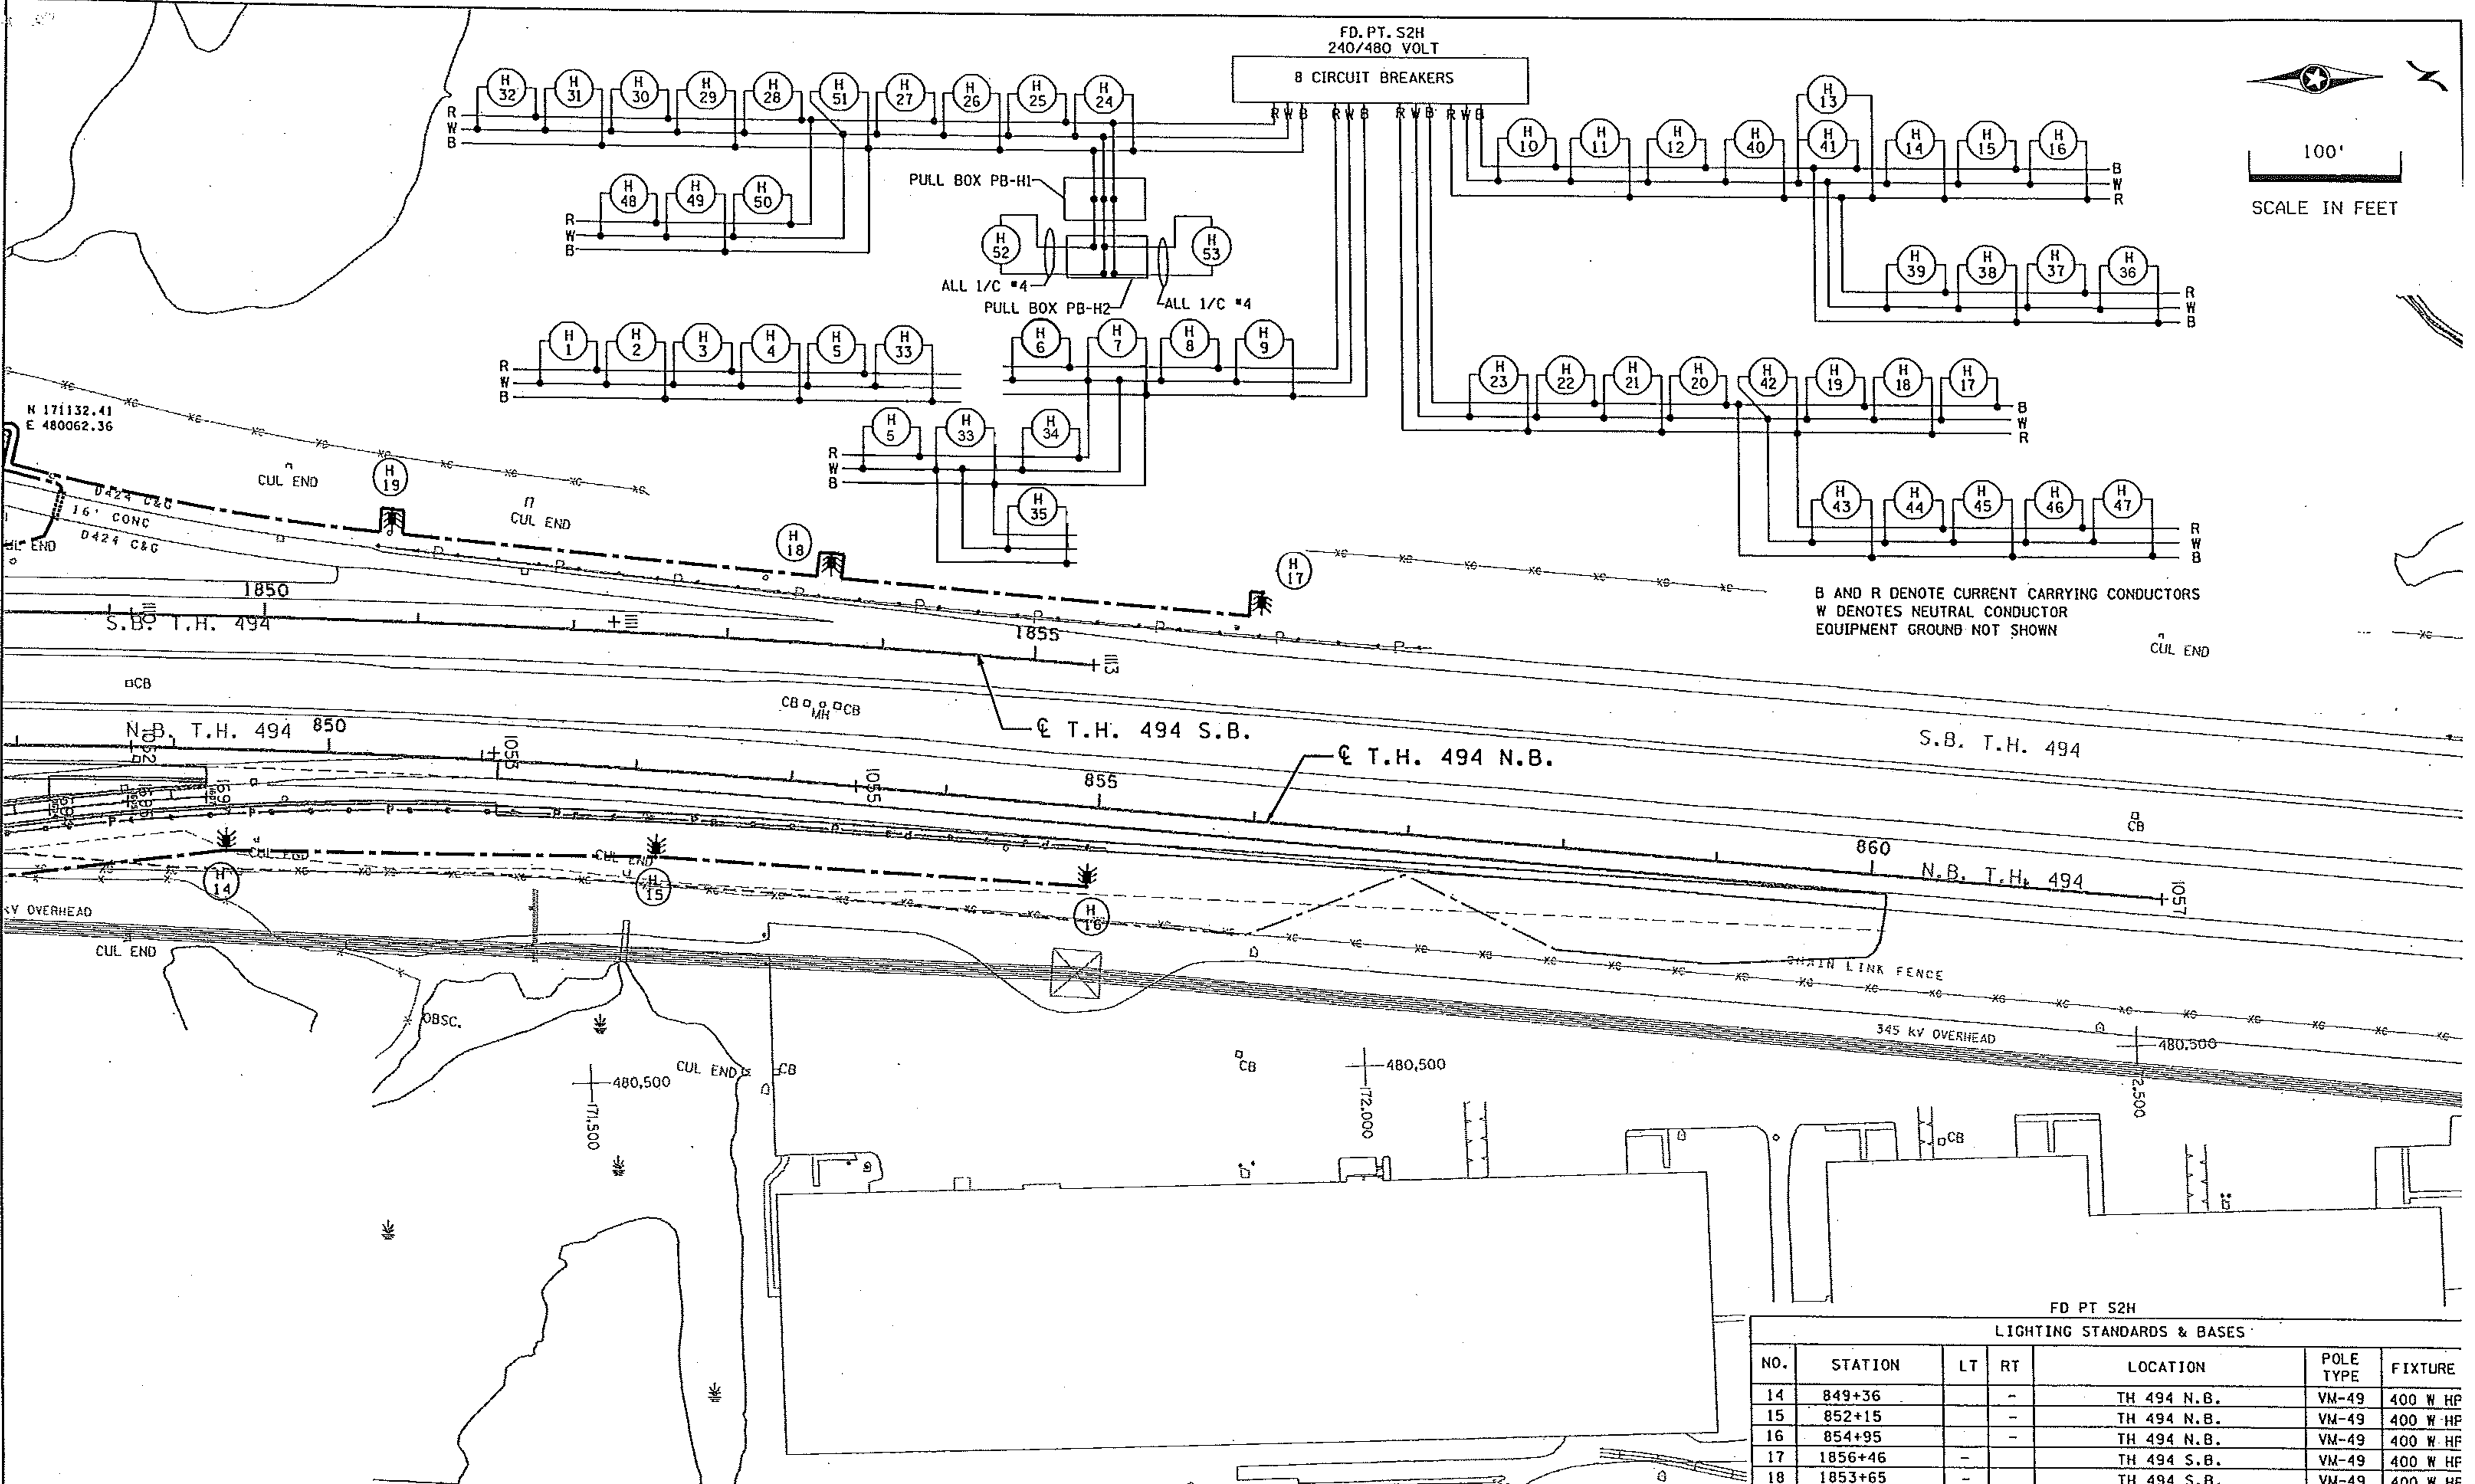 FD. PT. S2H
240/480 VOLT
8 CIRCUIT BREAKERS
R W B R W B R W B R W B
H 32
H 31
H 30
H 29
H 28
H 51
H 27
H 26
H 25
H 24
R
W
B
H 48
H 49
H 50
R
W
B
PULL BOX PB-H1
H 52
H 53
ALL 1/C #4
PULL BOX PB-H2
ALL 1/C #4
H 10
H 11
H 12
H 40
H 13
H 41
H 14
H 15
H 16
B
W
R
H 39
H 38
H 37
H 36
R
W
B
100'
SCALE IN FEET
H 1
H 2
H 3
H 4
H 5
H 33
R
W
B
H 6
H 7
H 8
H 9
H 5
H 33
H 34
R
W
B
H 35
H 23
H 22
H 21
H 20
H 42
H 19
H 18
H 17
B
W
R
H 43
H 44
H 45
H 46
H 47
R
W
B
B AND R DENOTE CURRENT CARRYING CONDUCTORS
W DENOTES NEUTRAL CONDUCTOR
EQUIPMENT GROUND NOT SHOWN
N 171132.41
E 480062.36
CUL END
H 19
CUL END
D424 C&G
16' CONC
D424 C&G
H 18
H 17
CUL END
1850
S.B. T.H. 494
1855
CB
CB MH CB
℄ T.H. 494 S.B.
N.B. T.H. 494
850
1055
1055
855
℄ T.H. 494 N.B.
S.B. T.H. 494
CB
860
N.B. T.H. 494
1057
CUL END
CUL END
H 14
H 15
H 16
KV OVERHEAD
CUL END
CHAIN LINK FENCE
345 KV OVERHEAD
OBSC.
CUL END
CB
CB
480,500
171,500
480,500
172,000
480,500
CB
FD PT S2H
LIGHTING STANDARDS & BASES
NO. STATION LT RT LOCATION POLE TYPE FIXTURE
14 849+36 - TH 494 N.B. VM-49 400 W HP
15 852+15 - TH 494 N.B. VM-49 400 W HP
16 854+95 - TH 494 N.B. VM-49 400 W HP
17 1856+46 - TH 494 S.B. VM-49 400 W HP
18 1853+65 - TH 494 S.B. VM-49 400 W HP